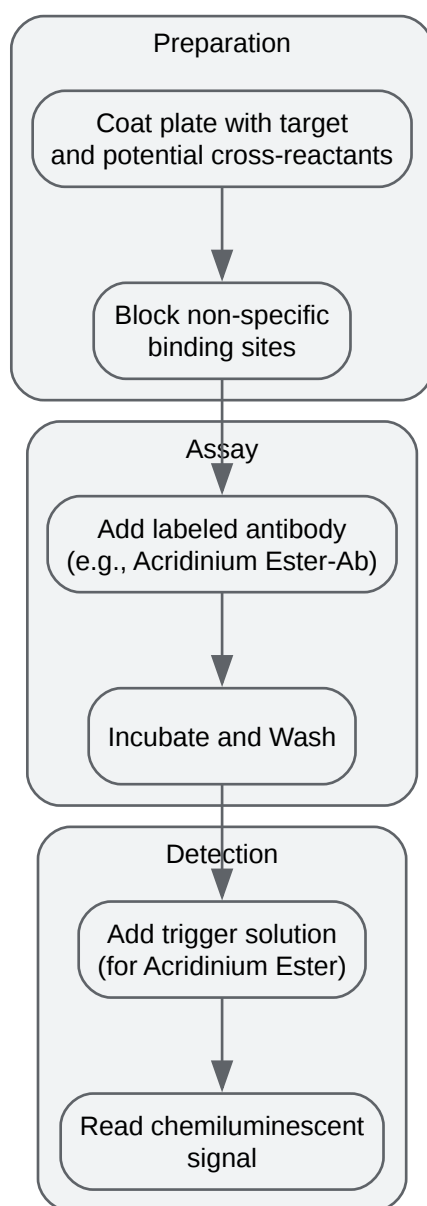 Preparation
Coat plate with target
and potential cross-reactants
Block non-specific
binding sites
Assay
Add labeled antibody
(e.g., Acridinium Ester-Ab)
Incubate and Wash
Detection
Add trigger solution
(for Acridinium Ester)
Read chemiluminescent
signal